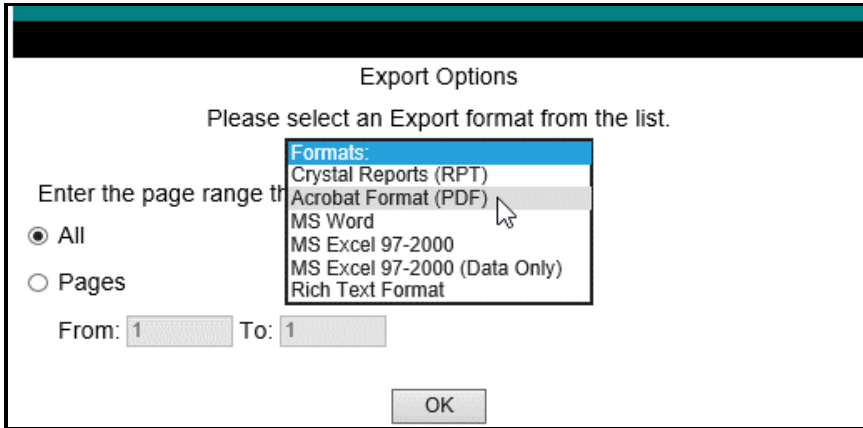 Export Options
Please select an Export format from the list.
Formats:
Crystal Reports (RPT)
Enter the page range th
Acrobat Format (PDF)
MS Word
All
MS Excel 97-2000
MS Excel 97-2000 (Data Only)
Pages
Rich Text Format
From: 1 To: 1
OK